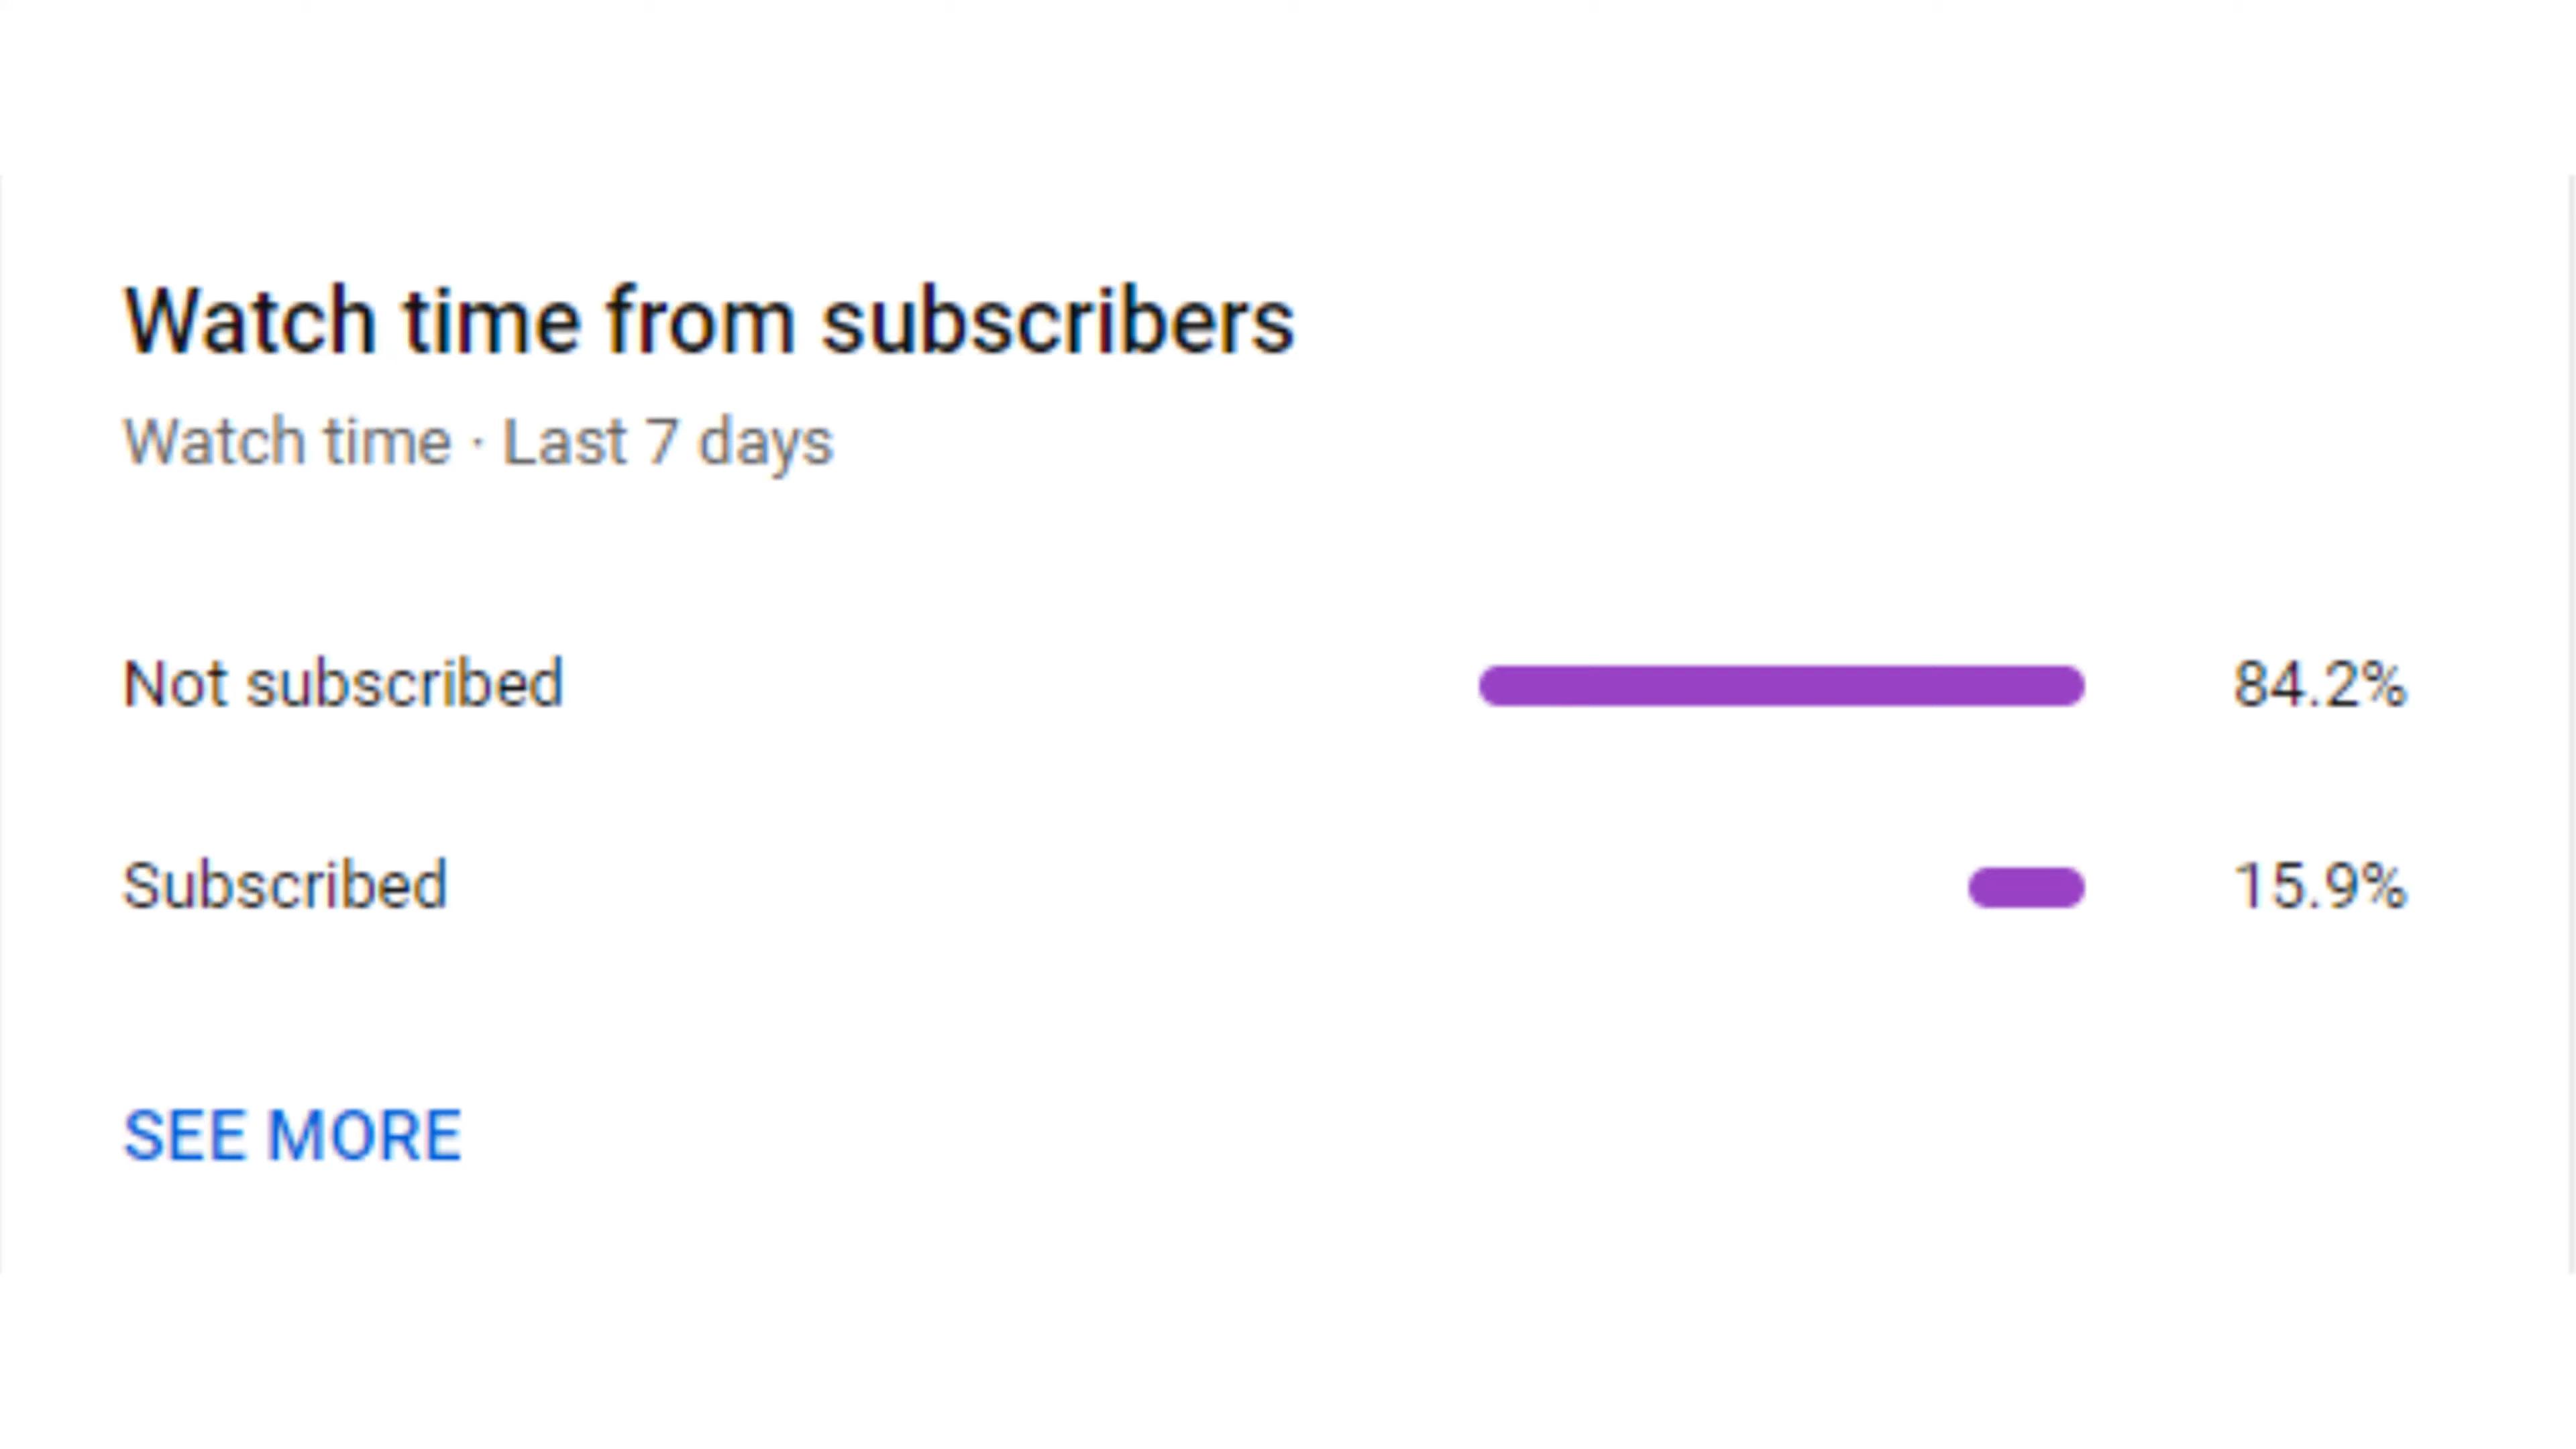 Watch time from subscribers
Watch time · Last 7 days
Not subscribed 84.2%
Subscribed 15.9%
SEE MORE